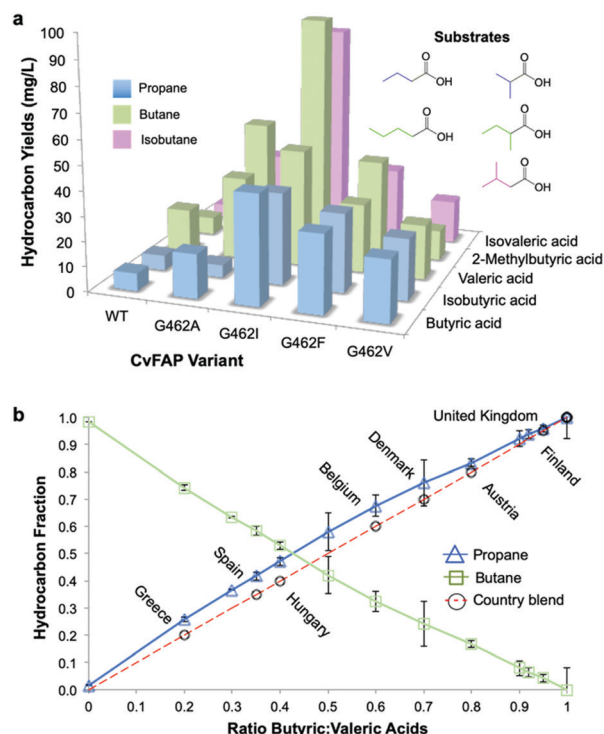 a
100
90
80
70
60
50
40
30
20
10
0
Hydrocarbon Yields (mg/L)
Propane
Butane
Isobutane
Substrates
O
OH
O
OH
O
OH
O
OH
O
OH
WT
G462A
G462I
G462F
G462V
CvFAP Variant
Isovaleric acid
2-Methylbutyric acid
Valeric acid
Isobutyric acid
Butyric acid
b
1.0
0.9
0.8
0.7
0.6
0.5
0.4
0.3
0.2
0.1
0.0
Hydrocarbon Fraction
Greece
Spain
Hungary
Belgium
Denmark
Austria
United Kingdom
Finland
Propane
Butane
Country blend
0 0.1 0.2 0.3 0.4 0.5 0.6 0.7 0.8 0.9 1
Ratio Butyric:Valeric Acids